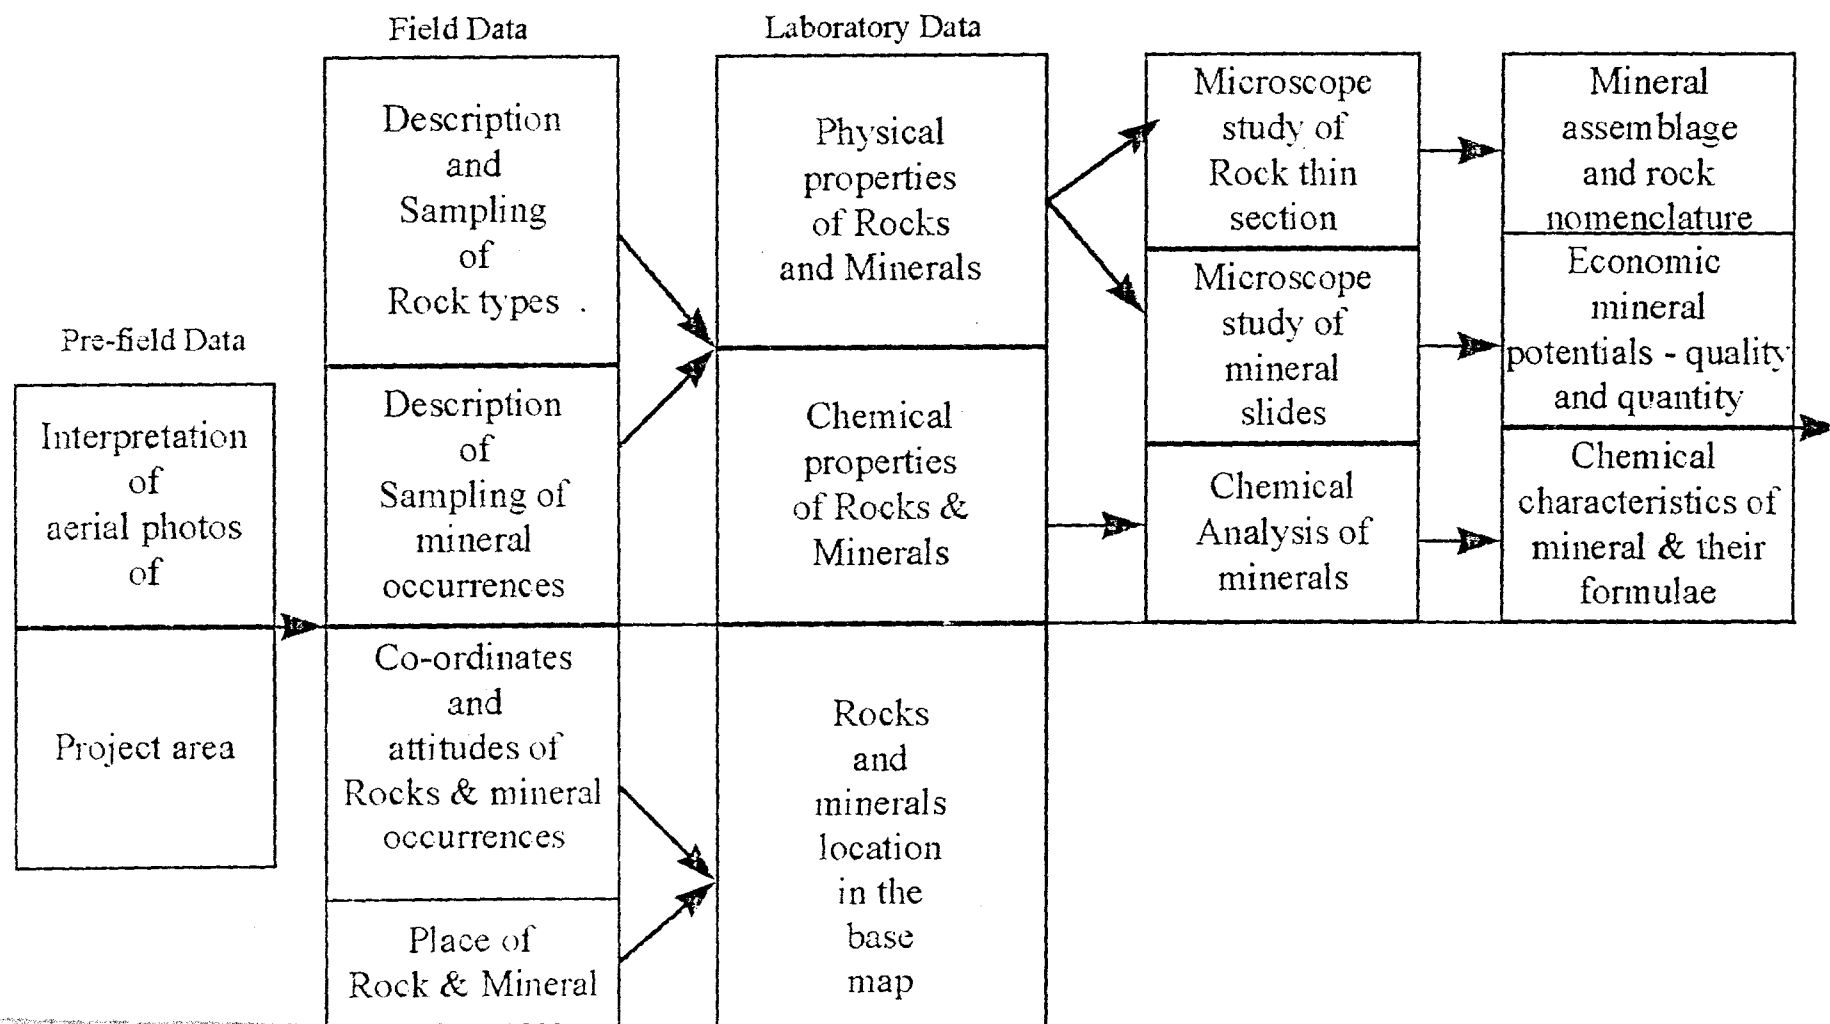 Field Data
Laboratory Data
Pre-field Data
Interpretation
of
aerial photos
of
Project area
Description
and
Sampling
of
Rock types .
Description
of
Sampling of
mineral
occurrences
Co-ordinates
and
attitudes of
Rocks & mineral
occurrences
Place of
Rock & Mineral
Physical
properties
of Rocks
and Minerals
Chemical
properties
of Rocks &
Minerals
Rocks
and
minerals
location
in the
base
map
Microscope
study of
Rock thin
section
Microscope
study of
mineral
slides
Chemical
Analysis of
minerals
Mineral
assemblage
and rock
nomenclature
Economic
mineral
potentials - quality
and quantity
Chemical
characteristics of
mineral & their
formulae